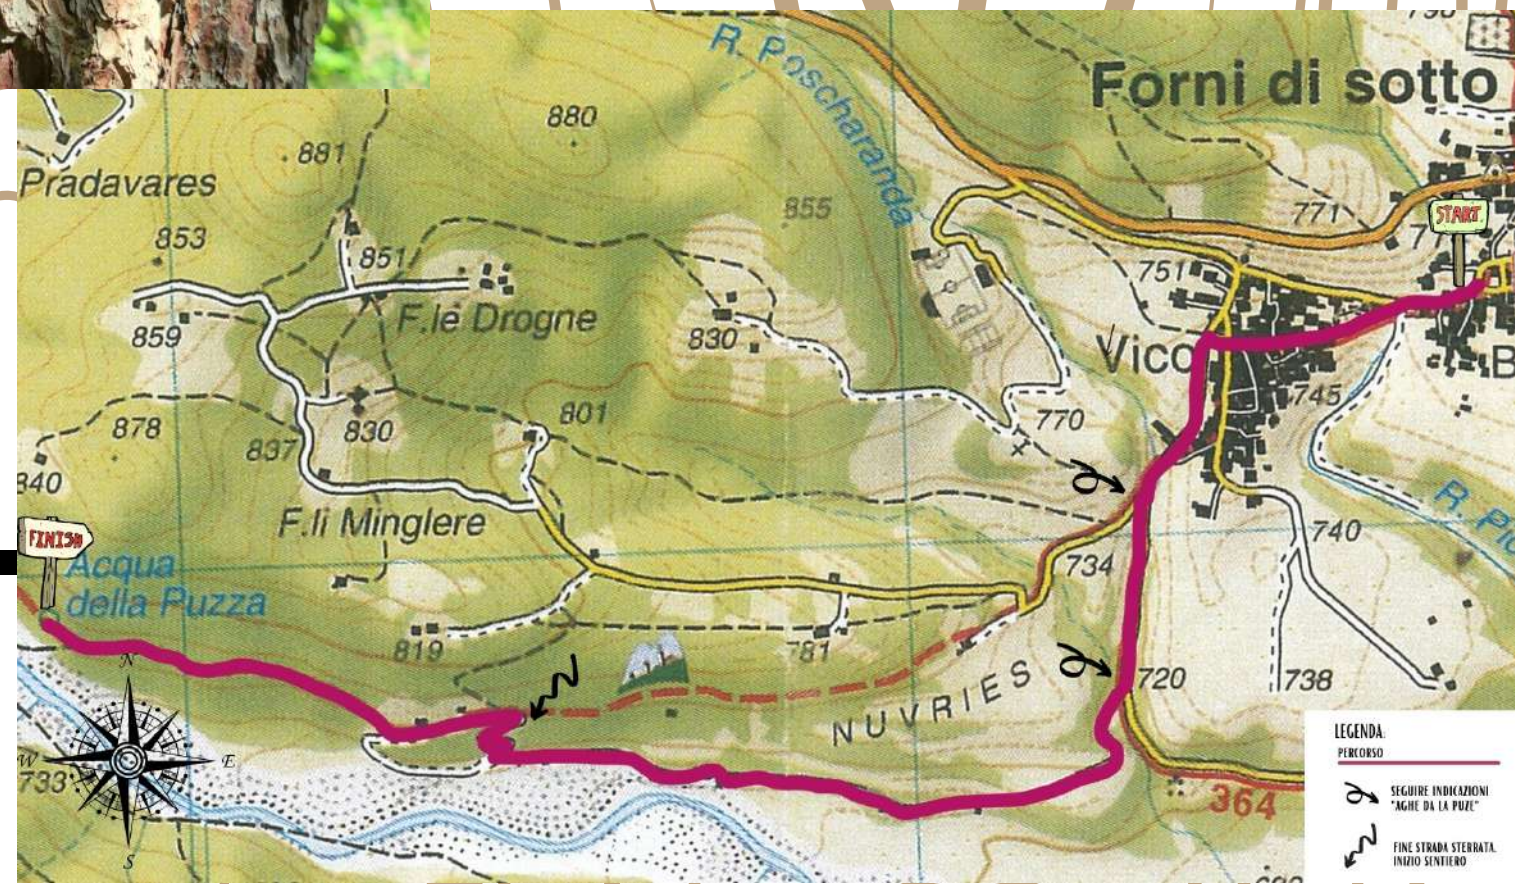 R. Poscharanda
Forni di sotto
880
881
Pradavares
855
853
771
START
851
751
F.le Drogne
859
830
Vico
745
801
770
878
830
837
840
F.li Minglere
740
FINISH
734
Acqua
della Puzza
819
781
720
738
NUVRIES
N
W
E
S
733
364
LEGENDA:
PERCORSO
SEGUIRE INDICAZIONI
"AGHE DA LA PUZE"
FINE STRADA STERRATA.
INIZIO SENTIERO